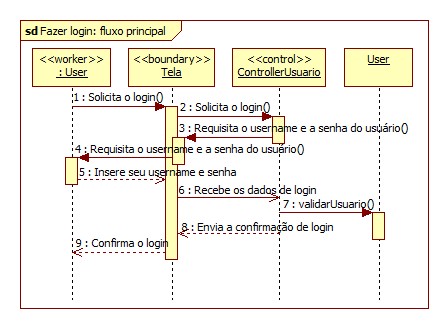 sd Fazer login: fluxo principal
<<worker>>
: User
<<boundary>>
Tela
<<control>>
ControllerUsuario
User
1 : Solicita o login()
2 : Solicita o login()
3 : Requisita o username e a senha do usuário()
4 : Requisita o username e a senha do usuário()
5 : Insere seu username e senha
6 : Recebe os dados de login
7 : validarUsuario()
8 : Envia a confirmação de login
9 : Confirma o login